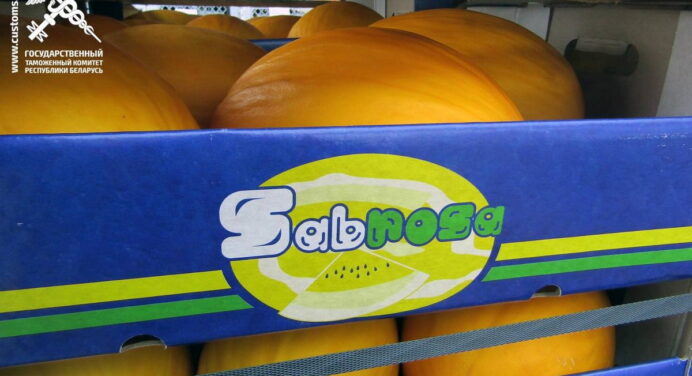 www.customs
ГОСУДАРСТВЕННЫЙ
ТАМОЖЕННЫЙ КОМИТЕТ
РЕСПУБЛИКИ БЕЛАРУСЬ
Sabrosa